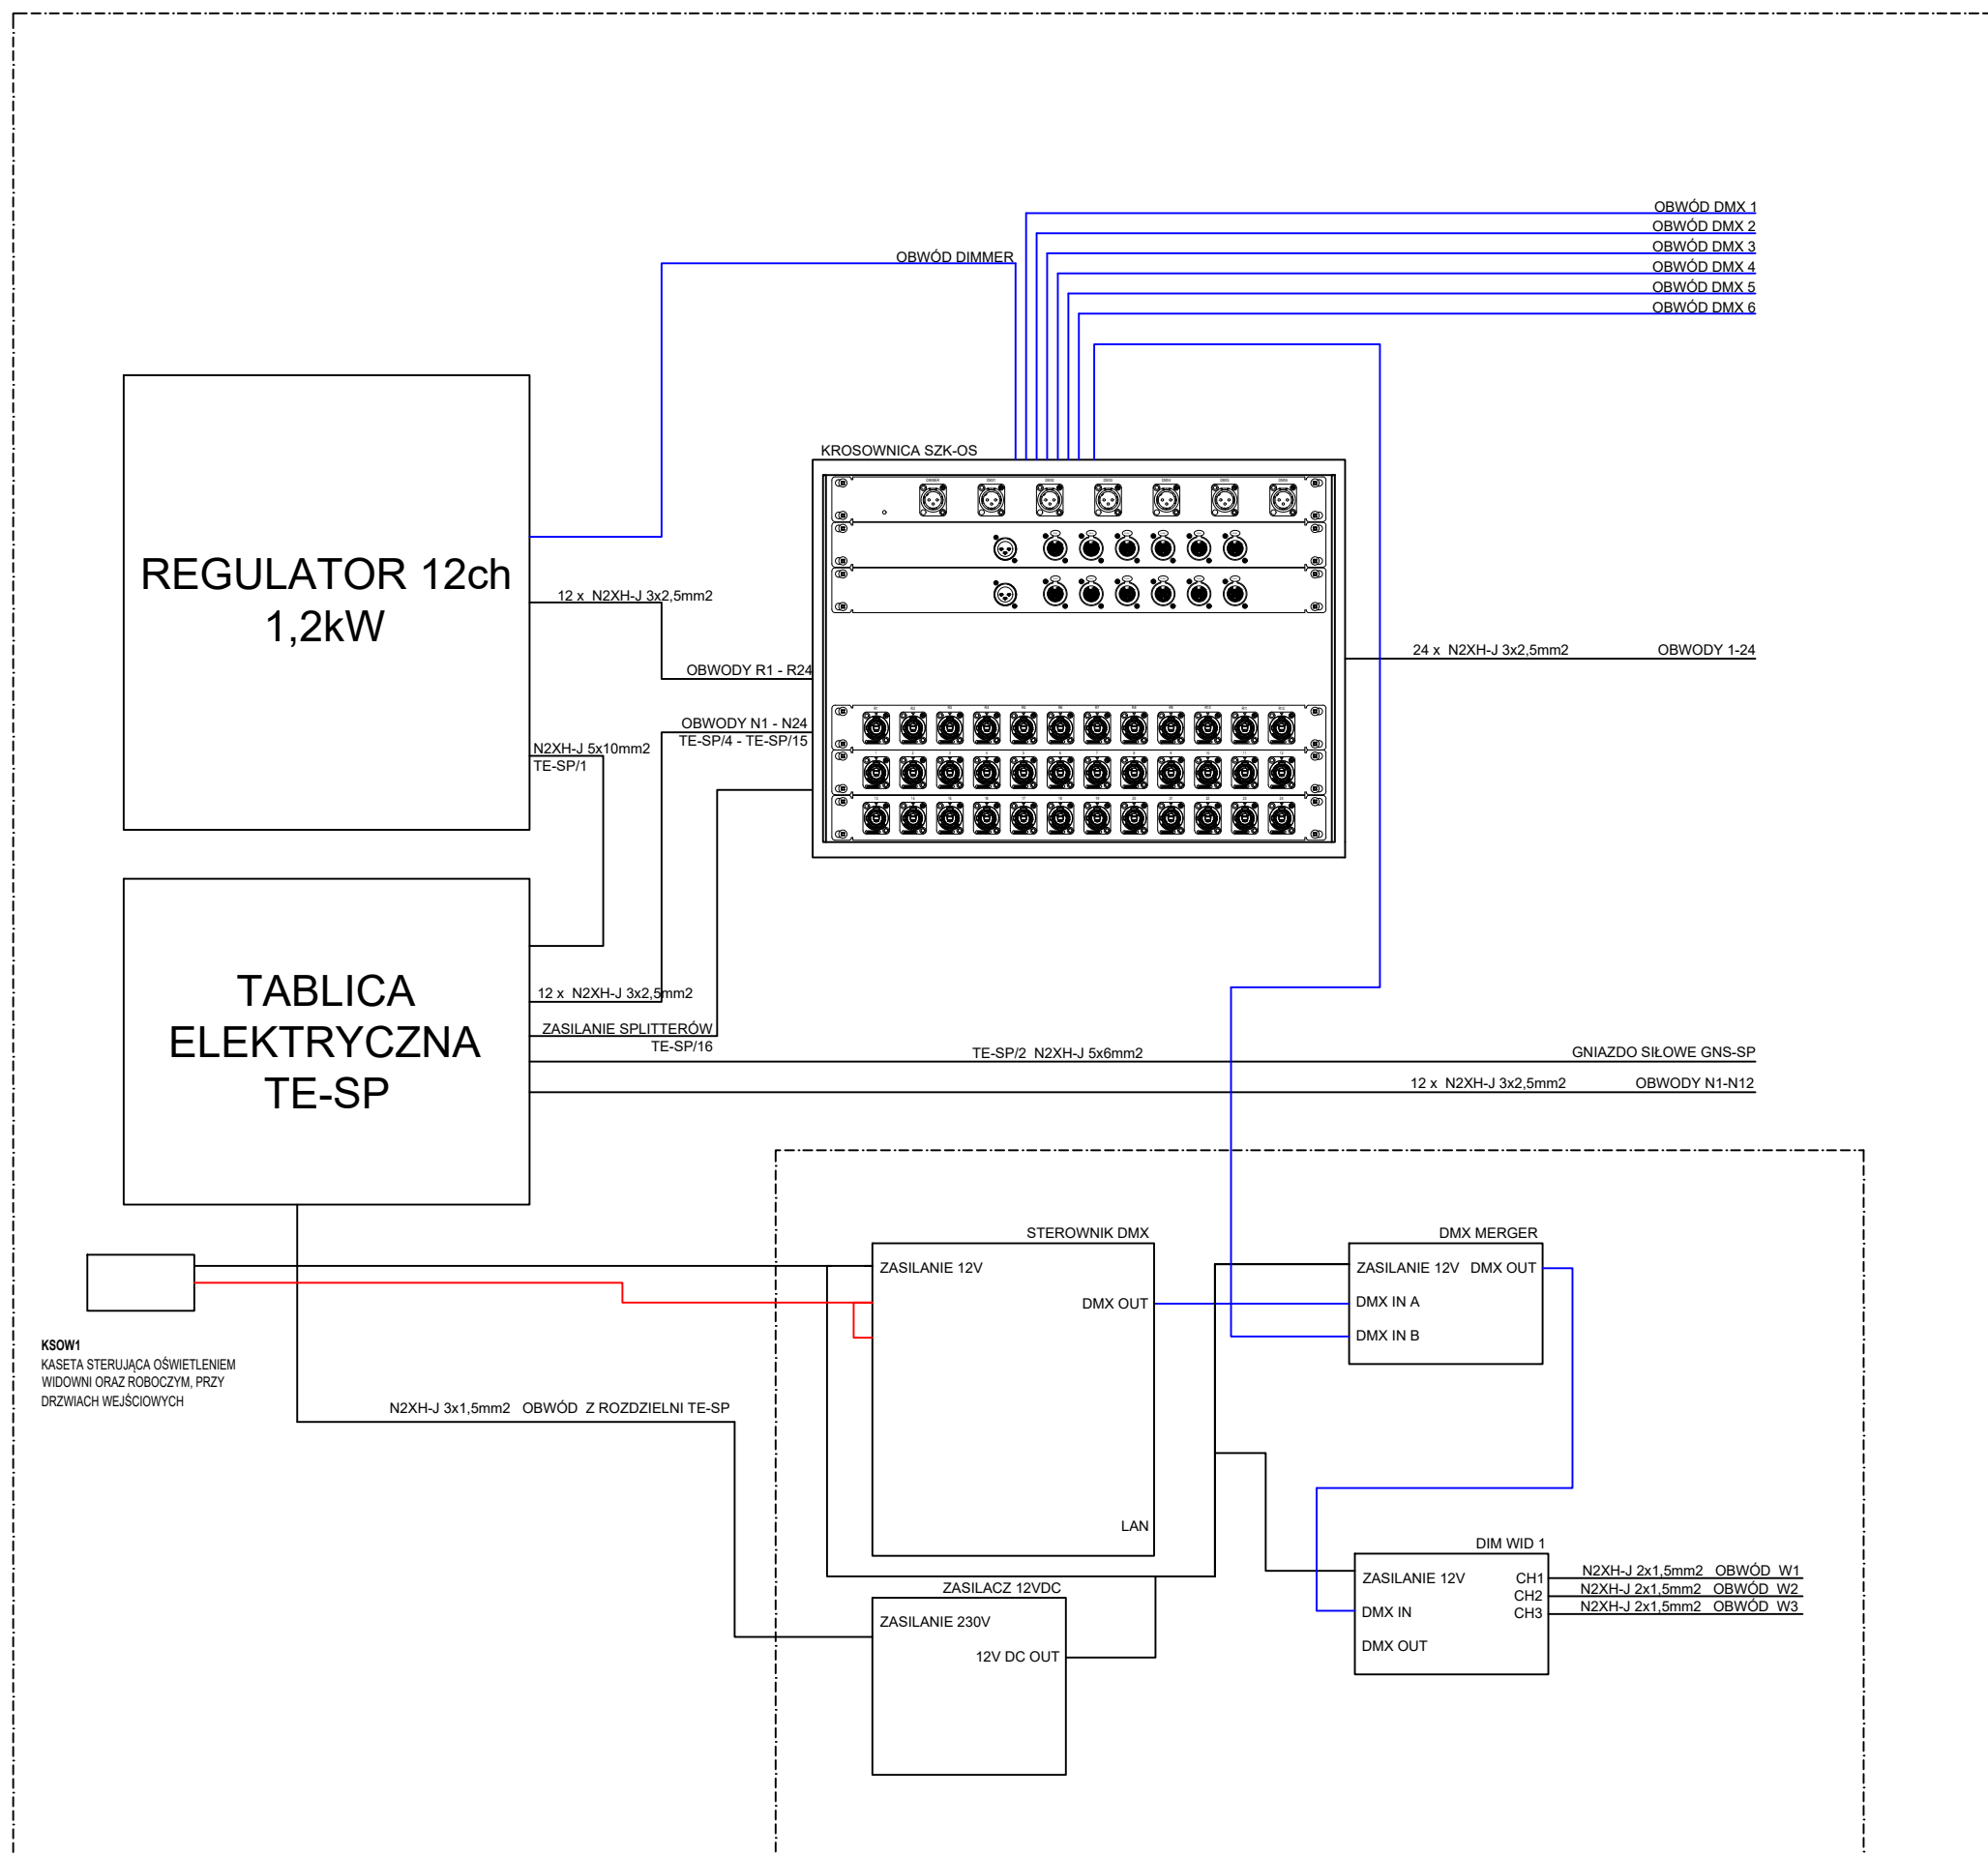 OBWÓD DMX 1
OBWÓD DMX 2
OBWÓD DMX 3
OBWÓD DMX 4
OBWÓD DMX 5
OBWÓD DMX 6
OBWÓD DIMMER
KROSOWNICA SZK-OS
REGULATOR 12ch
1,2kW
12 x N2XH-J 3x2,5mm2
OBWODY R1 - R24
24 x N2XH-J 3x2,5mm2 OBWODY 1-24
OBWODY N1 - N24
TE-SP/4 - TE-SP/15
N2XH-J 5x10mm2
TE-SP/1
TABLICA
ELEKTRYCZNA
TE-SP
12 x N2XH-J 3x2,5mm2
ZASILANIE SPLITTERÓW
TE-SP/16
TE-SP/2 N2XH-J 5x6mm2
GNIAZDO SIŁOWE GNS-SP
12 x N2XH-J 3x2,5mm2 OBWODY N1-N12
STEROWNIK DMX
ZASILANIE 12V
DMX OUT
LAN
DMX MERGER
ZASILANIE 12V DMX OUT
DMX IN A
DMX IN B
KSOW1
KASETA STERUJĄCA OŚWIETLENIEM
WIDOWNI ORAZ ROBOCZYM, PRZY
DRZWIACH WEJŚCIOWYCH
N2XH-J 3x1,5mm2 OBWÓD Z ROZDZIELNI TE-SP
ZASILACZ 12VDC
ZASILANIE 230V
12V DC OUT
DIM WID 1
ZASILANIE 12V
DMX IN
DMX OUT
CH1
CH2
CH3
N2XH-J 2x1,5mm2 OBWÓD W1
N2XH-J 2x1,5mm2 OBWÓD W2
N2XH-J 2x1,5mm2 OBWÓD W3